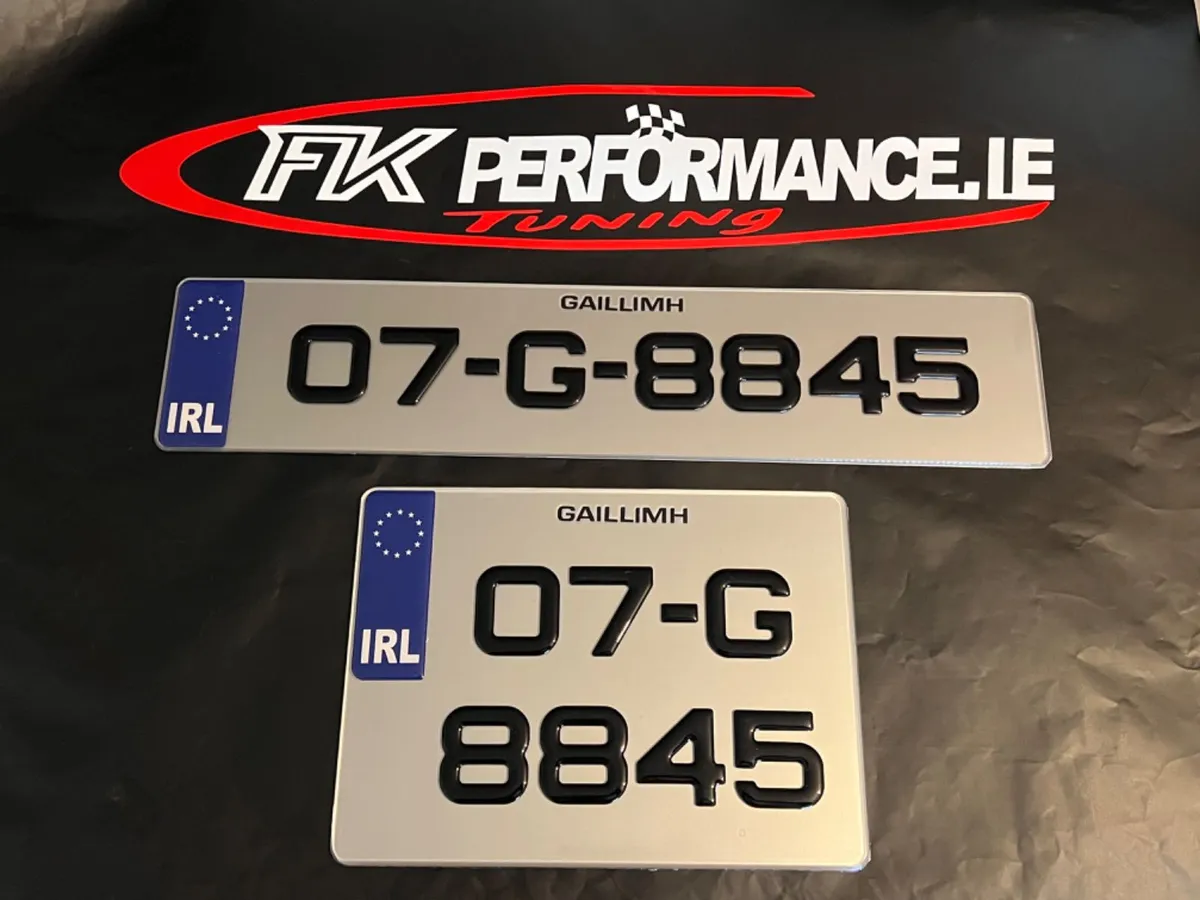 FK PERFORMANCE.IE
TUNING
GAILLIMH
07-G-8845
IRL
GAILLIMH
07-G
IRL
8845